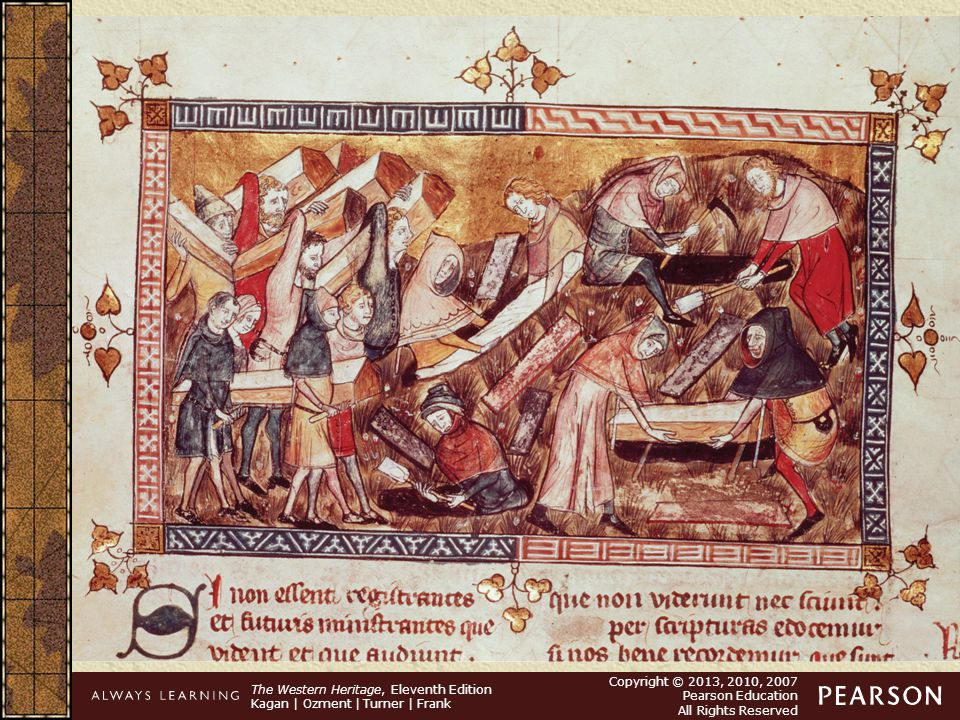 SI non essent registrantes
et futuris ministrantes que
vident et que audiunt.
que non viderunt nec sciunt.
per scripturas edocemur
si nos bene recordemur que sunt
ALWAYS LEARNING
The Western Heritage, Eleventh Edition
Kagan | Ozment | Turner | Frank
Copyright © 2013, 2010, 2007
Pearson Education
All Rights Reserved
PEARSON